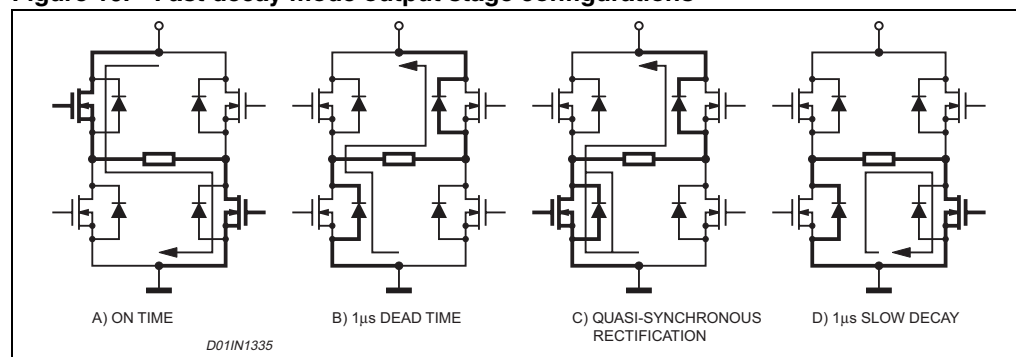 Figure Fast decay mode output stage configurations
A) ON TIME
B) 1μs DEAD TIME
C) QUASI-SYNCHRONOUS
RECTIFICATION
D) 1μs SLOW DECAY
D01IN1335